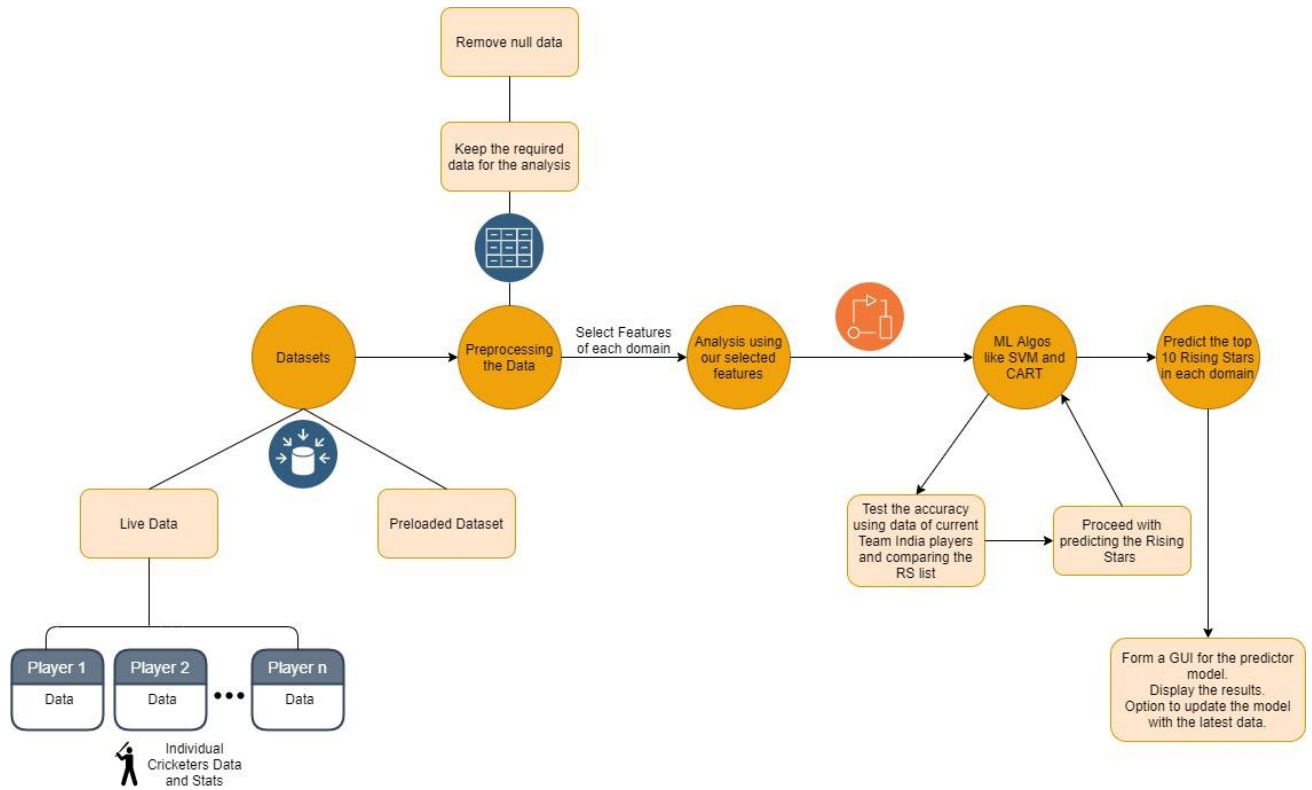 Remove null data
Keep the required
data for the analysis
Datasets
Preprocessing
the Data
Select Features
of each domain
Analysis using
our selected
features
ML Algos
like SVM and
CART
Predict the top
10 Rising Stars
in each domain
Live Data
Preloaded Dataset
Test the accuracy
using data of current
Team India players
and comparing the
RS list
Proceed with
predicting the Rising
Stars
Player 1
Data
Player 2
Data
Player n
Data
Individual
Cricketers Data
and Stats
Form a GUI for the predictor
model.
Display the results.
Option to update the model
with the latest data.